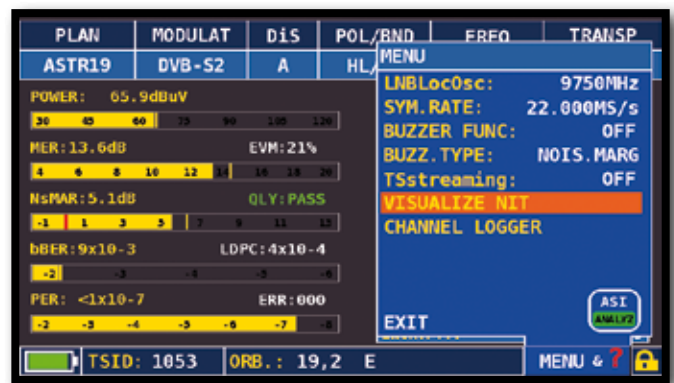 PLAN MODULAT DiS POL/BND FREQ TRANSP
ASTR19 DVB-S2 A HL/
MENU
LNBLocOsc: 9750MHz
SYM.RATE: 22.000MS/s
BUZZER FUNC: OFF
BUZZ.TYPE: NOIS.MARG
TSstreaming: OFF
VISUALIZE NIT
CHANNEL LOGGER
ASI
ANALYZ
EXIT
POWER: 65.9dBuV
30 45 60 75 90 105 120
MER:13.6dB EVM:21%
4 6 8 10 12 14 16 18 20
NsMAR:5.1dB QLY:PASS
-1 1 3 5 7 9 11 13
bBER:9x10-3 LDPC:4x10-4
-2 -3 -4 -5 -6
PER: <1x10-7 ERR:000
-2 -3 -4 -5 -6 -7 -8
TSID: 1053 ORB.: 19,2 E MENU & ?